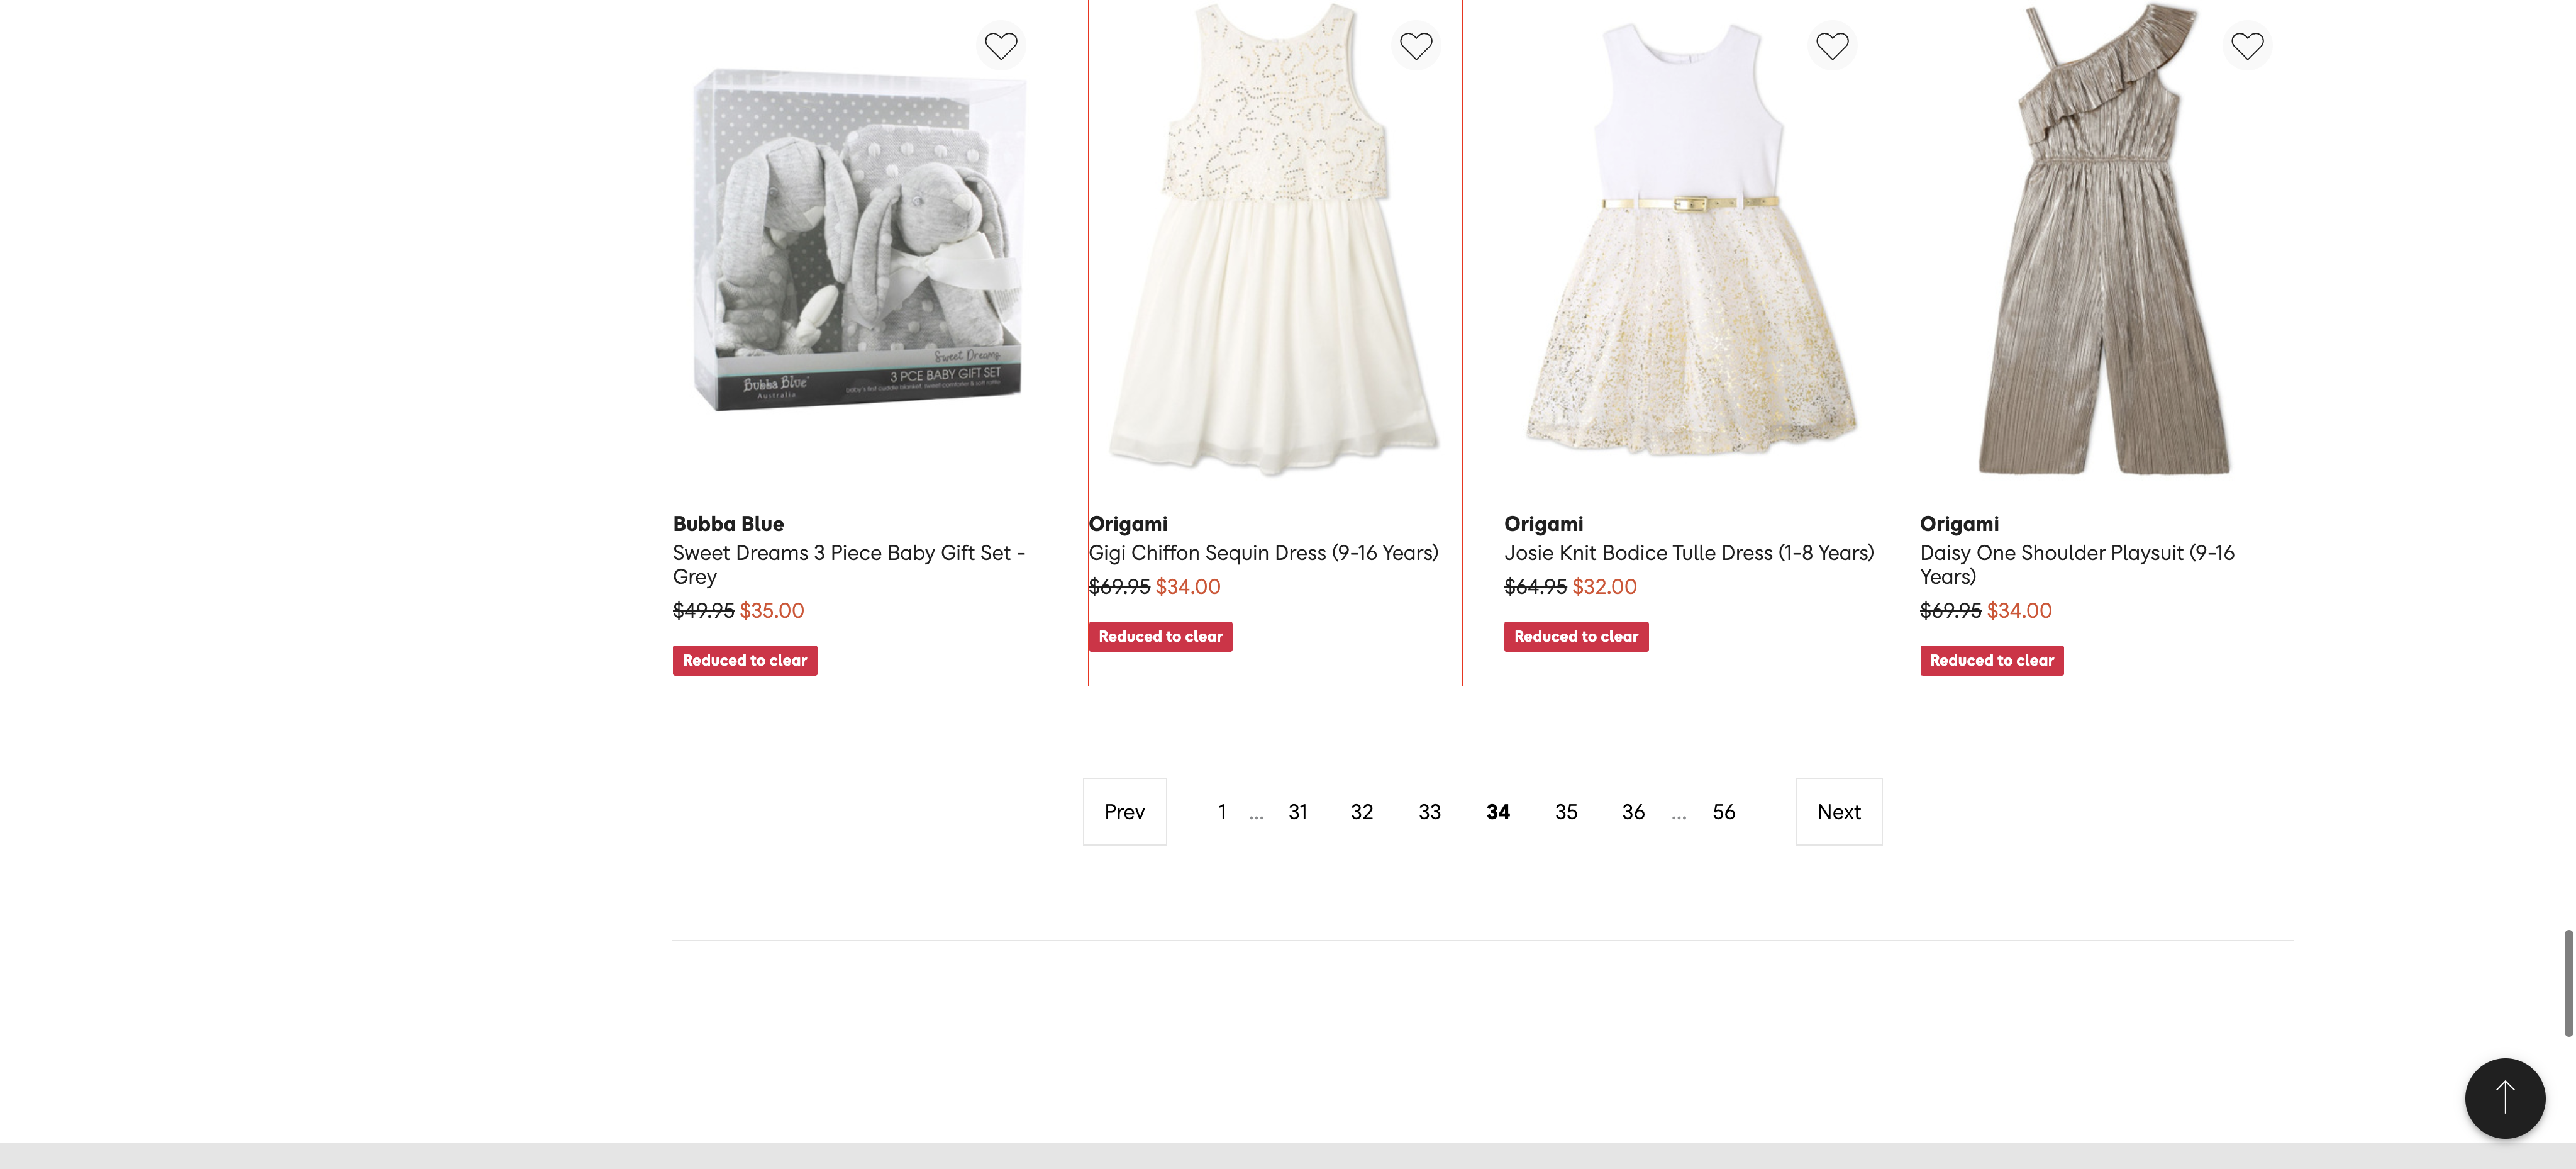 Sweet Dreams
Bubba Blue
Australia
3 PCE BABY GIFT SET
baby's first cuddle blanket, sweet comforter & soft rattle
Bubba Blue
Sweet Dreams 3 Piece Baby Gift Set -
Grey
$49.95 $35.00
Reduced to clear
Origami
Gigi Chiffon Sequin Dress (9-16 Years)
$69.95 $34.00
Reduced to clear
Origami
Josie Knit Bodice Tulle Dress (1-8 Years)
$64.95 $32.00
Reduced to clear
Origami
Daisy One Shoulder Playsuit (9-16
Years)
$69.95 $34.00
Reduced to clear
Prev 1 ... 31 32 33 34 35 36 ... 56 Next